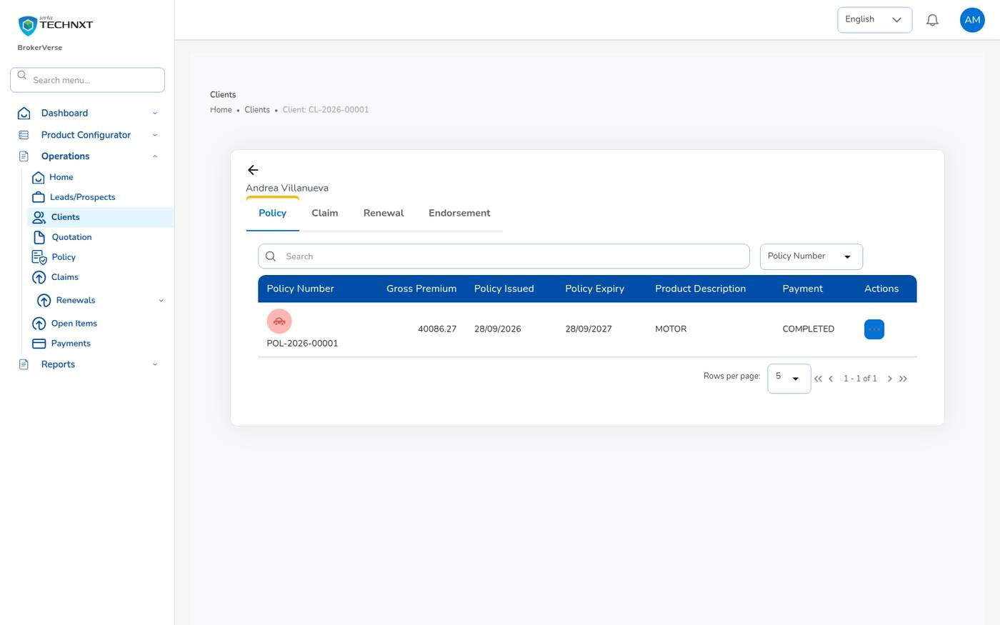 iorta
TECHNXT
BrokerVerse
English
AM
Search menu...
Dashboard
Product Configurator
Operations
Home
Leads/Prospects
Clients
Quotation
Policy
Claims
Renewals
Open Items
Payments
Reports
Clients
Home • Clients • Client: CL-2026-00001
Andrea Villanueva
Policy Claim Renewal Endorsement
Search
Policy Number
Policy Number Gross Premium Policy Issued Policy Expiry Product Description Payment Actions
POL-2026-00001 40086.27 28/09/2026 28/09/2027 MOTOR COMPLETED
Rows per page: 5 1 - 1 of 1